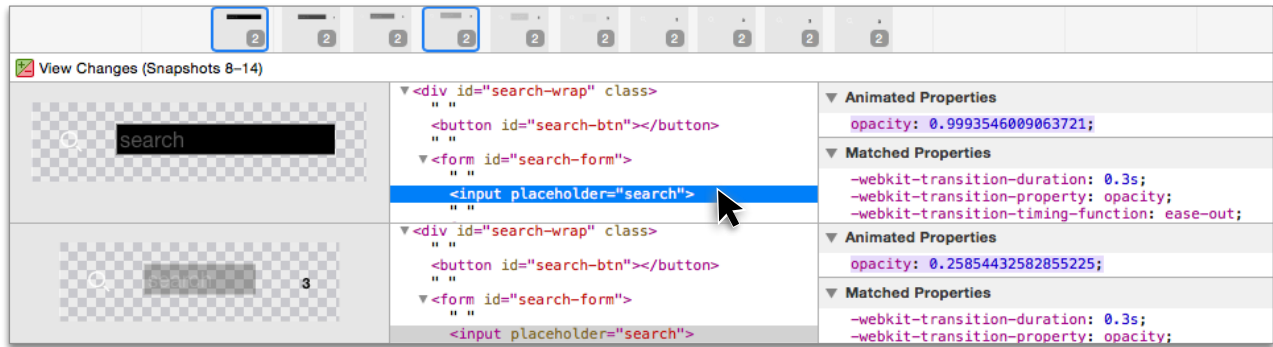 2 2 2 2 2 2 2 2 2 2
View Changes (Snapshots 8–14)
search
▼<div id="search-wrap" class>
" "
<button id="search-btn"></button>
" "
▼<form id="search-form">
" "
<input placeholder="search">
" "
▼ Animated Properties
opacity: 0.9993546009063721;
▼ Matched Properties
-webkit-transition-duration: 0.3s;
-webkit-transition-property: opacity;
-webkit-transition-timing-function: ease-out;
search 3
▼<div id="search-wrap" class>
" "
<button id="search-btn"></button>
" "
▼<form id="search-form">
" "
<input placeholder="search">
▼ Animated Properties
opacity: 0.25854432582855225;
▼ Matched Properties
-webkit-transition-duration: 0.3s;
-webkit-transition-property: opacity;